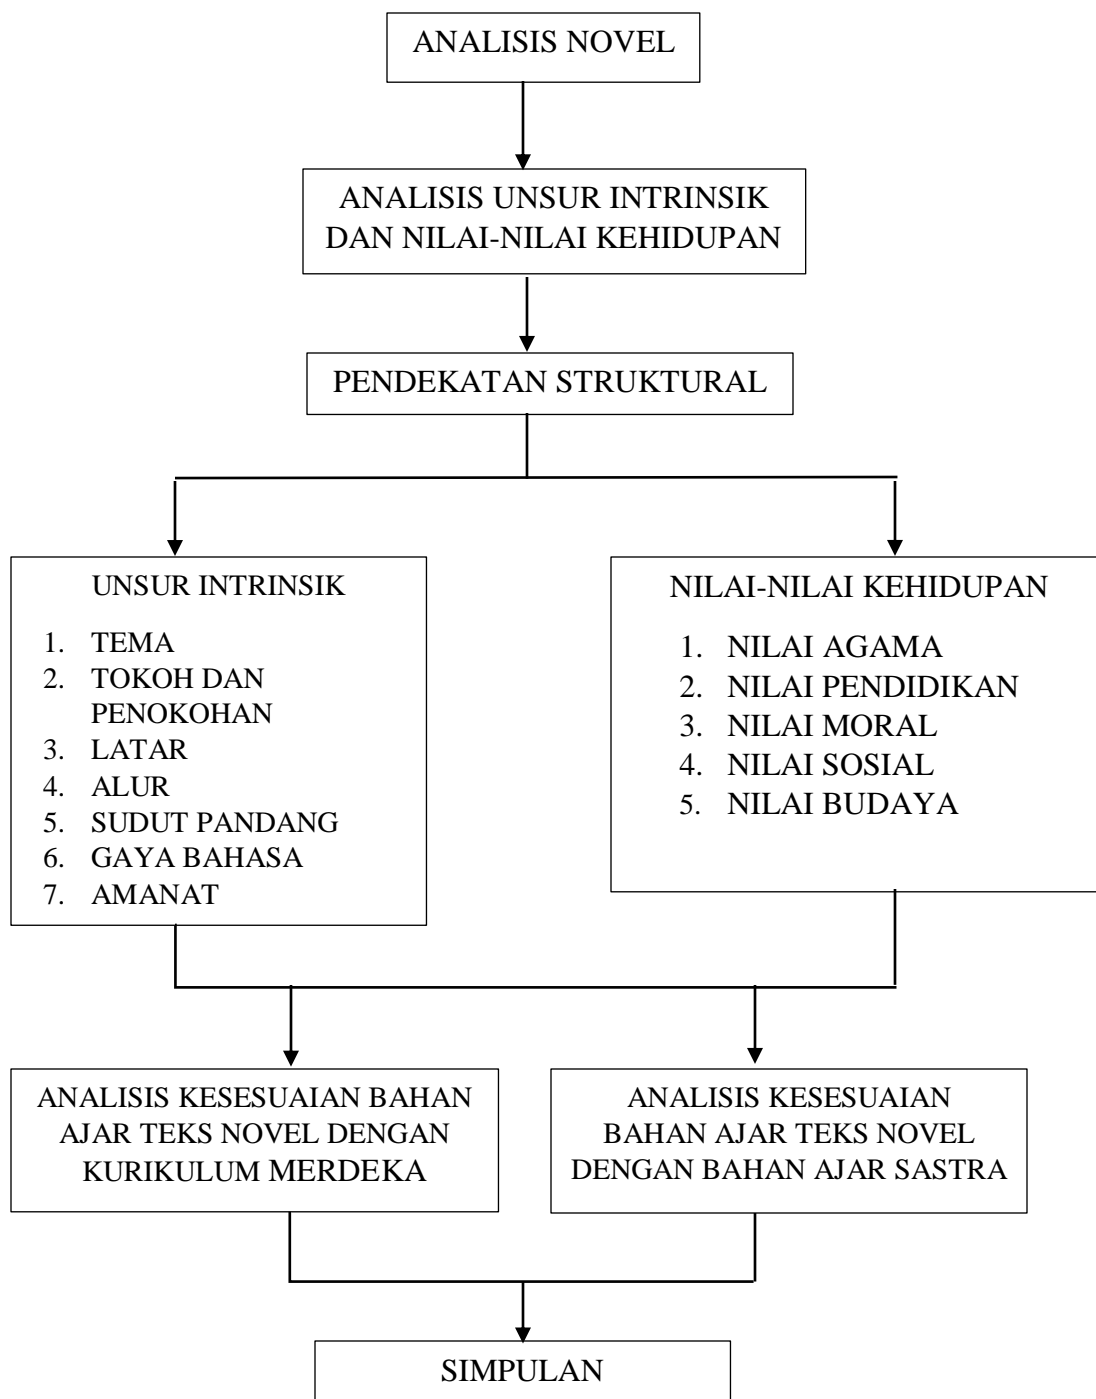 ANALISIS NOVEL
ANALISIS UNSUR INTRINSIK
DAN NILAI-NILAI KEHIDUPAN
PENDEKATAN STRUKTURAL
UNSUR INTRINSIK
1. TEMA
2. TOKOH DAN
PENOKOHAN
3. LATAR
4. ALUR
5. SUDUT PANDANG
6. GAYA BAHASA
7. AMANAT
NILAI-NILAI KEHIDUPAN
1. NILAI AGAMA
2. NILAI PENDIDIKAN
3. NILAI MORAL
4. NILAI SOSIAL
5. NILAI BUDAYA
ANALISIS KESESUAIAN BAHAN
AJAR TEKS NOVEL DENGAN
KURIKULUM MERDEKA
ANALISIS KESESUAIAN
BAHAN AJAR TEKS NOVEL
DENGAN BAHAN AJAR SASTRA
SIMPULAN